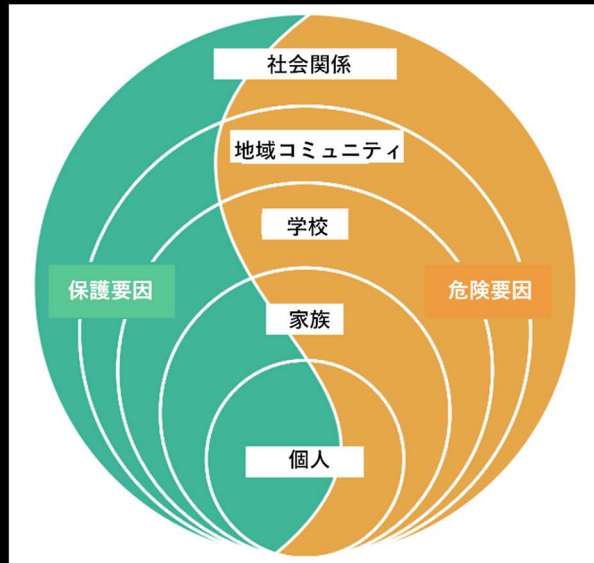 社会関係
地域コミュニティ
学校
保護要因
危険要因
家族
個人